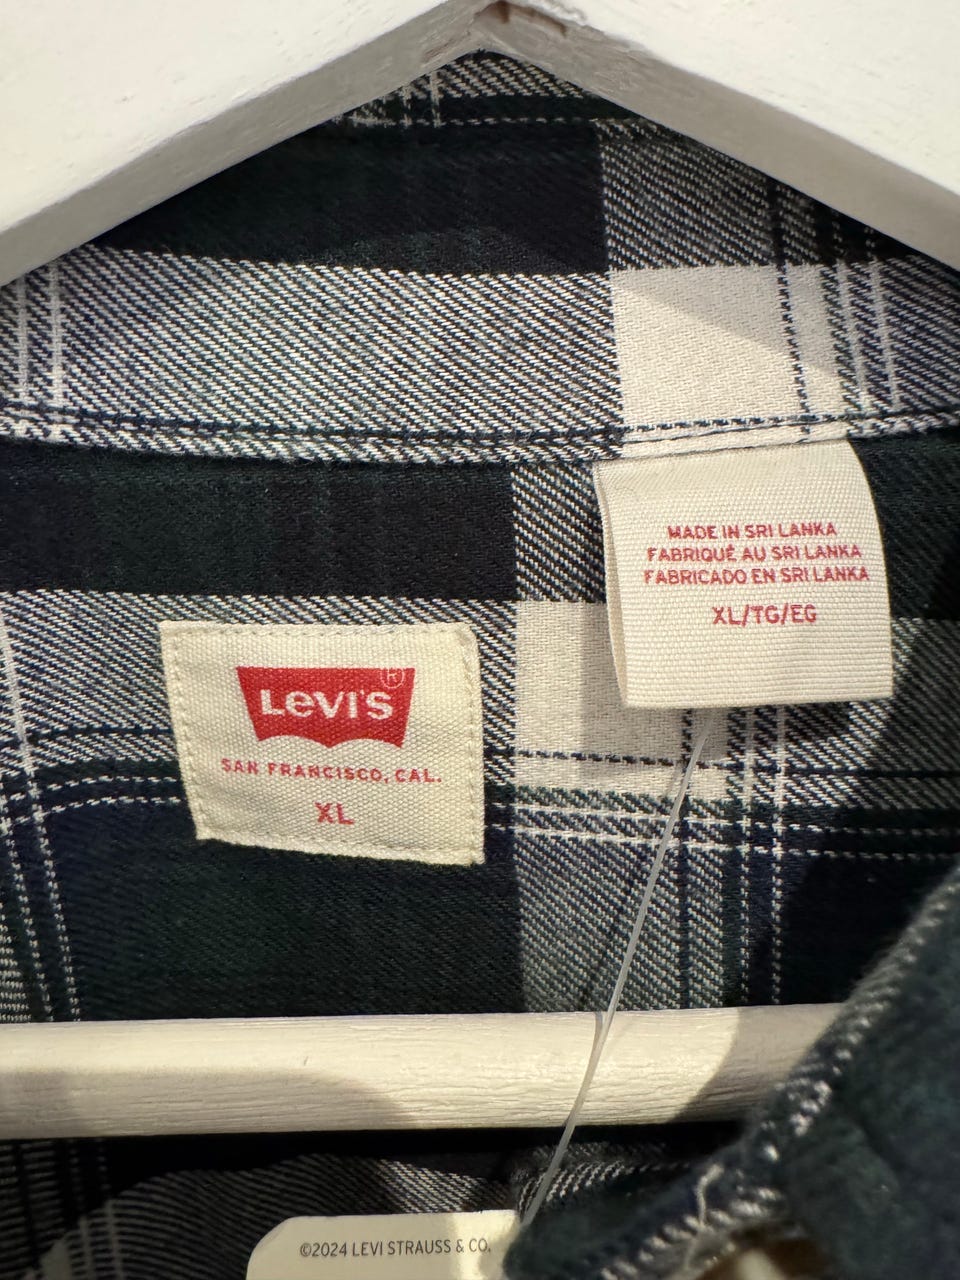 MADE IN SRI LANKA
FABRIQUÉ AU SRI LANKA
FABRICADO EN SRI LANKA
XL/TG/EG
LEVI'S®
SAN FRANCISCO, CAL.
XL
©2024 LEVI STRAUSS & CO.